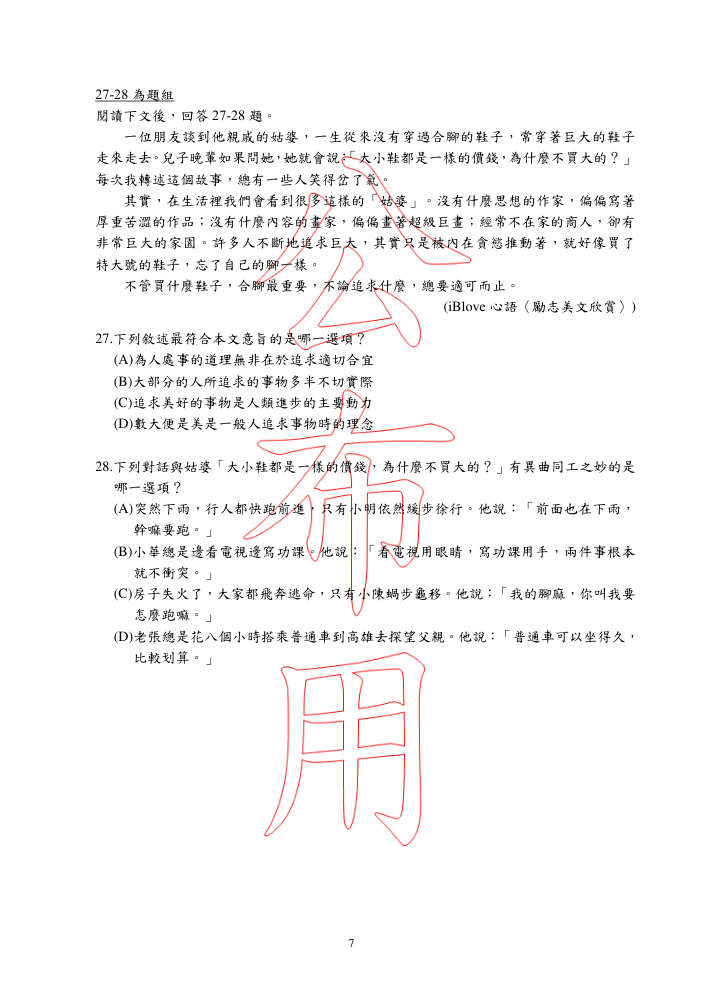 27-28 為題組
閱讀下文後，回答 27-28 題。
一位朋友談到他親戚的姑婆，一生從來沒有穿過合腳的鞋子，常穿著巨大的鞋子
走來走去。兒子晚輩如果問她，她就會說：「大小鞋都是一樣的價錢，為什麼不買大的？」
每次我轉述這個故事，總有一些人笑得岔了氣。
其實，在生活裡我們會看到很多這樣的「姑婆」。沒有什麼思想的作家，偏偏寫著
厚重苦澀的作品；沒有什麼內容的畫家，偏偏畫著超級巨畫；經常不在家的商人，卻有
非常巨大的家園。許多人不斷地追求巨大，其實只是被內在貪慾推動著，就好像買了
特大號的鞋子，忘了自己的腳一樣。
不管買什麼鞋子，合腳最重要，不論追求什麼，總要適可而止。
(iBlove 心語〈勵志美文欣賞〉)
27.下列敘述最符合本文意旨的是哪一選項？
(A)為人處事的道理無非在於追求適切合宜
(B)大部分的人所追求的事物多半不切實際
(C)追求美好的事物是人類進步的主要動力
(D)數大便是美是一般人追求事物時的理念
28.下列對話與姑婆「大小鞋都是一樣的價錢，為什麼不買大的？」有異曲同工之妙的是
哪一選項？
(A)突然下雨，行人都快跑前進，只有小明依然緩步徐行。他說：「前面也在下雨，
幹嘛要跑。」
(B)小華總是邊看電視邊寫功課。他說：「看電視用眼睛，寫功課用手，兩件事根本
就不衝突。」
(C)房子失火了，大家都飛奔逃命，只有小陳蝸步龜移。他說：「我的腳麻，你叫我要
怎麼跑嘛。」
(D)老張總是花八個小時搭乘普通車到高雄去探望父親。他說：「普通車可以坐得久，
比較划算。」
公
布
用
7